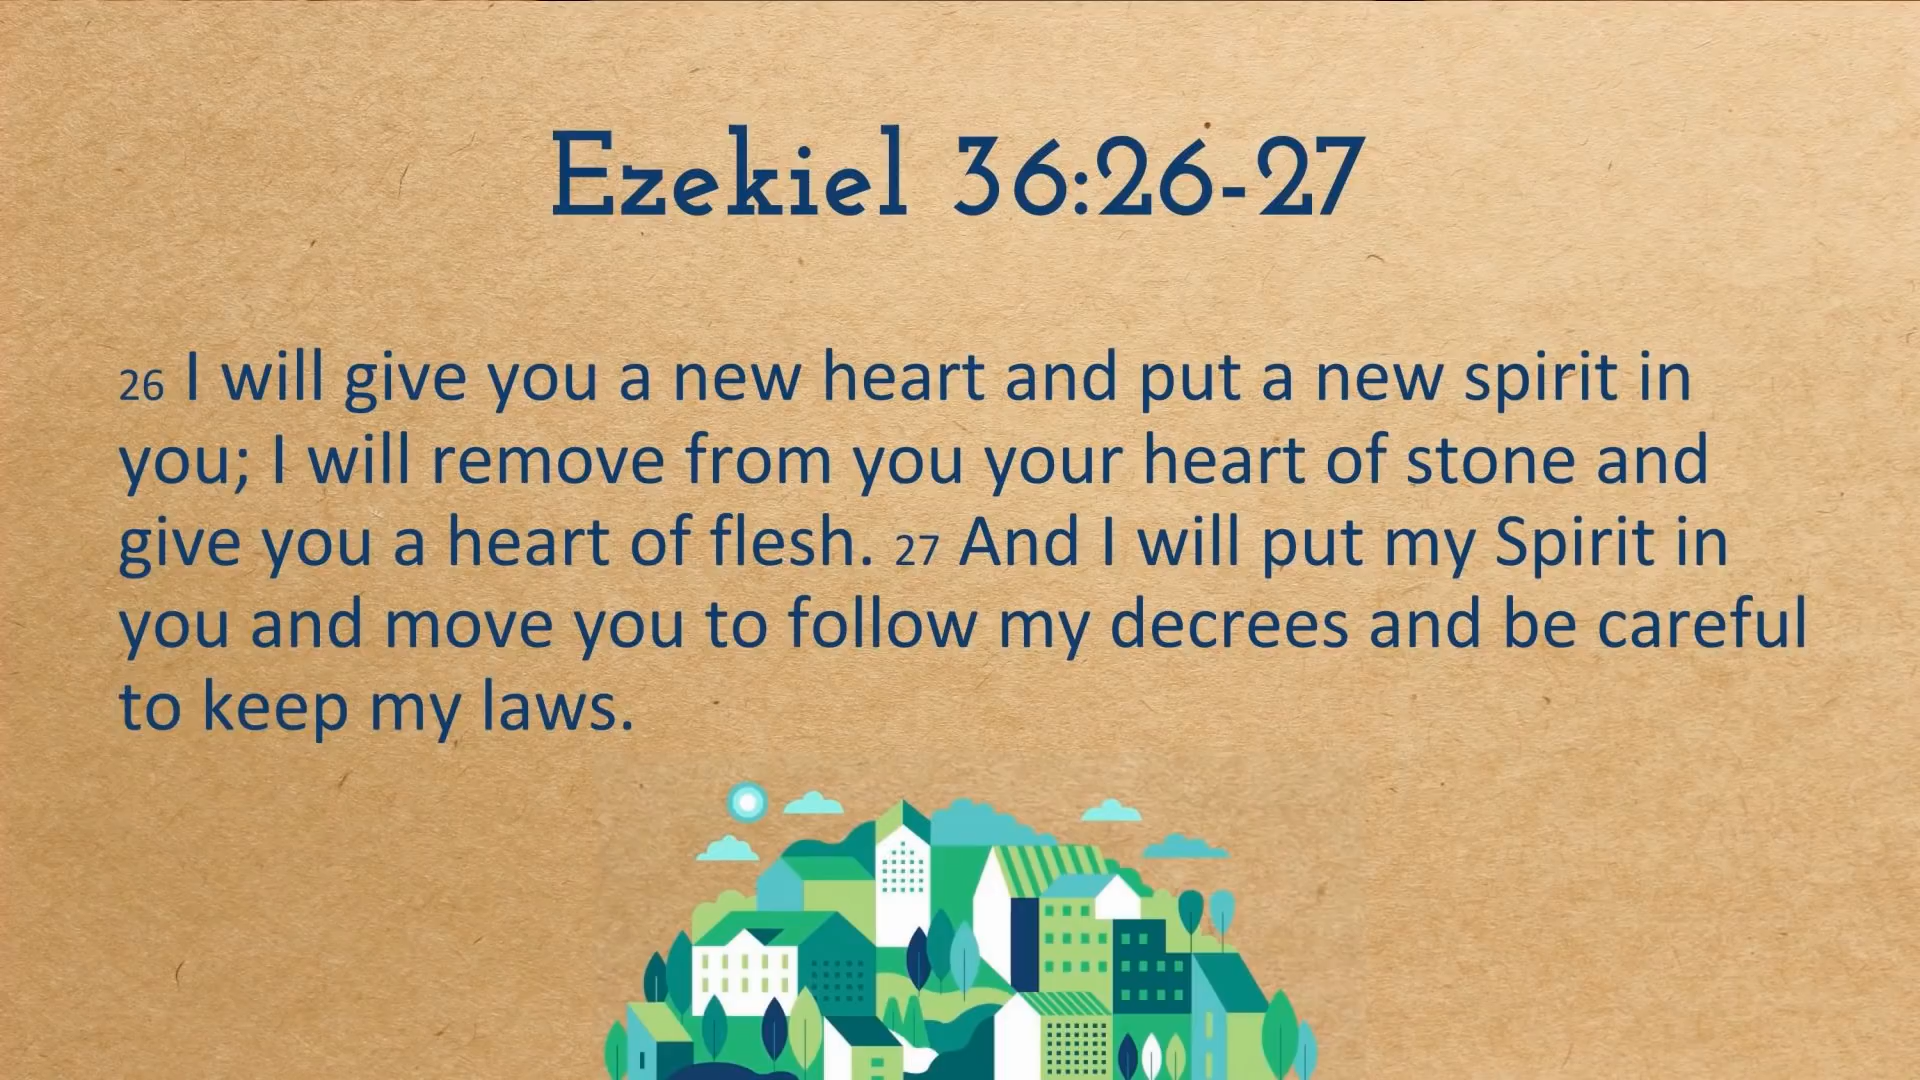 Ezekiel 36:26-27
26 I will give you a new heart and put a new spirit in
you; I will remove from you your heart of stone and
give you a heart of flesh. 27 And I will put my Spirit in
you and move you to follow my decrees and be careful
to keep my laws.